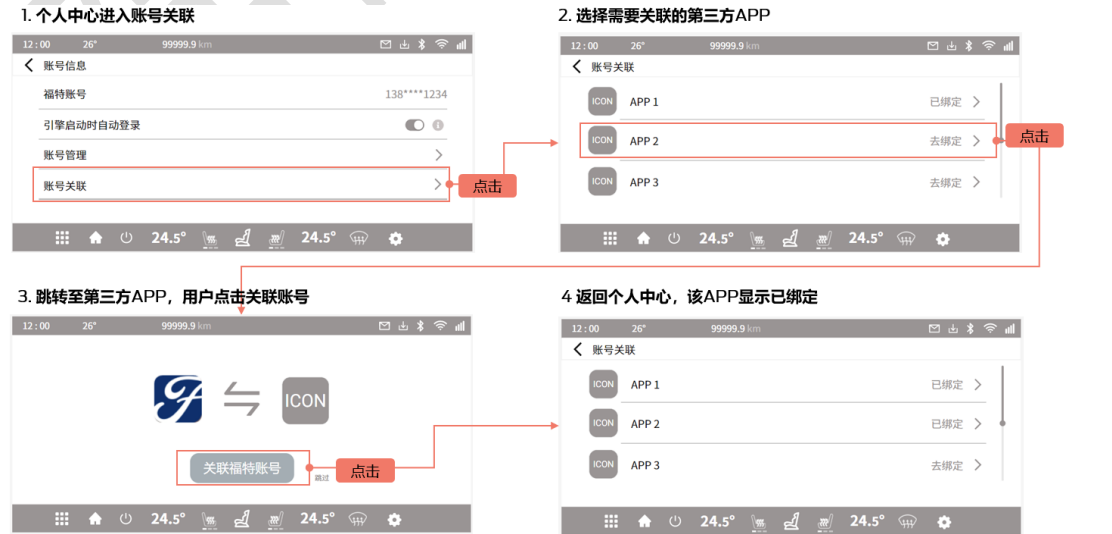 1. 个人中心进入账号关联
12:00 26° 99999.9 km
账号信息
福特账号 138****1234
引擎启动时自动登录
账号管理
账号关联
点击
24.5° 24.5°
2. 选择需要关联的第三方APP
12:00 26° 99999.9 km
账号关联
ICON APP 1 已绑定
ICON APP 2 去绑定
点击
ICON APP 3 去绑定
24.5° 24.5°
3. 跳转至第三方APP，用户点击关联账号
12:00 26° 99999.9 km
ICON
关联福特账号
跳过
点击
24.5° 24.5°
4 返回个人中心，该APP显示已绑定
12:00 26° 99999.9 km
账号关联
ICON APP 1 已绑定
ICON APP 2 已绑定
ICON APP 3 去绑定
24.5° 24.5°